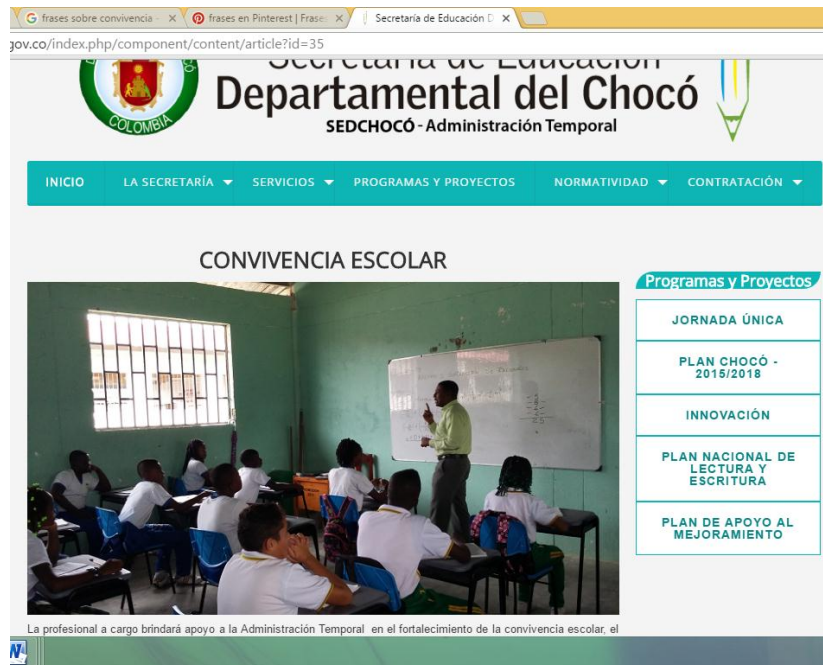 frases sobre convivencia -
frases en Pinterest | Frase
Secretaría de Educación D
gov.co/index.php/component/content/article?id=35
Secretaría de Educación
Departamental del Chocó
SEDCHOCÓ - Administración Temporal
COLOMBIA
INICIO LA SECRETARÍA SERVICIOS PROGRAMAS Y PROYECTOS NORMATIVIDAD CONTRATACIÓN
CONVIVENCIA ESCOLAR
Programas y Proyectos
JORNADA ÚNICA
PLAN CHOCÓ -
2015/2018
INNOVACIÓN
PLAN NACIONAL DE
LECTURA Y
ESCRITURA
PLAN DE APOYO AL
MEJORAMIENTO
La profesional a cargo brindará apoyo a la Administración Temporal en el fortalecimiento de la convivencia escolar, el